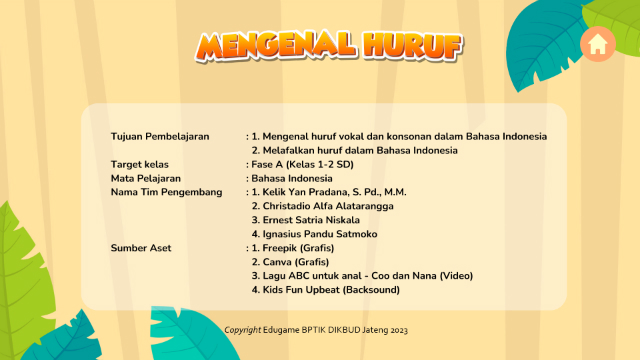 MENGENAL HURUF
Tujuan Pembelajaran : 1. Mengenal huruf vokal dan konsonan dalam Bahasa Indonesia
2. Melafalkan huruf dalam Bahasa Indonesia
Target kelas : Fase A (Kelas 1-2 SD)
Mata Pelajaran : Bahasa Indonesia
Nama Tim Pengembang : 1. Kelik Yan Pradana, S. Pd., M.M.
2. Christadio Alfa Alatarangga
3. Ernest Satria Niskala
4. Ignasius Pandu Satmoko
Sumber Aset : 1. Freepik (Grafis)
2. Canva (Grafis)
3. Lagu ABC untuk anal - Coo dan Nana (Video)
4. Kids Fun Upbeat (Backsound)
Copyright Edugame BPTIK DIKBUD Jateng 2023